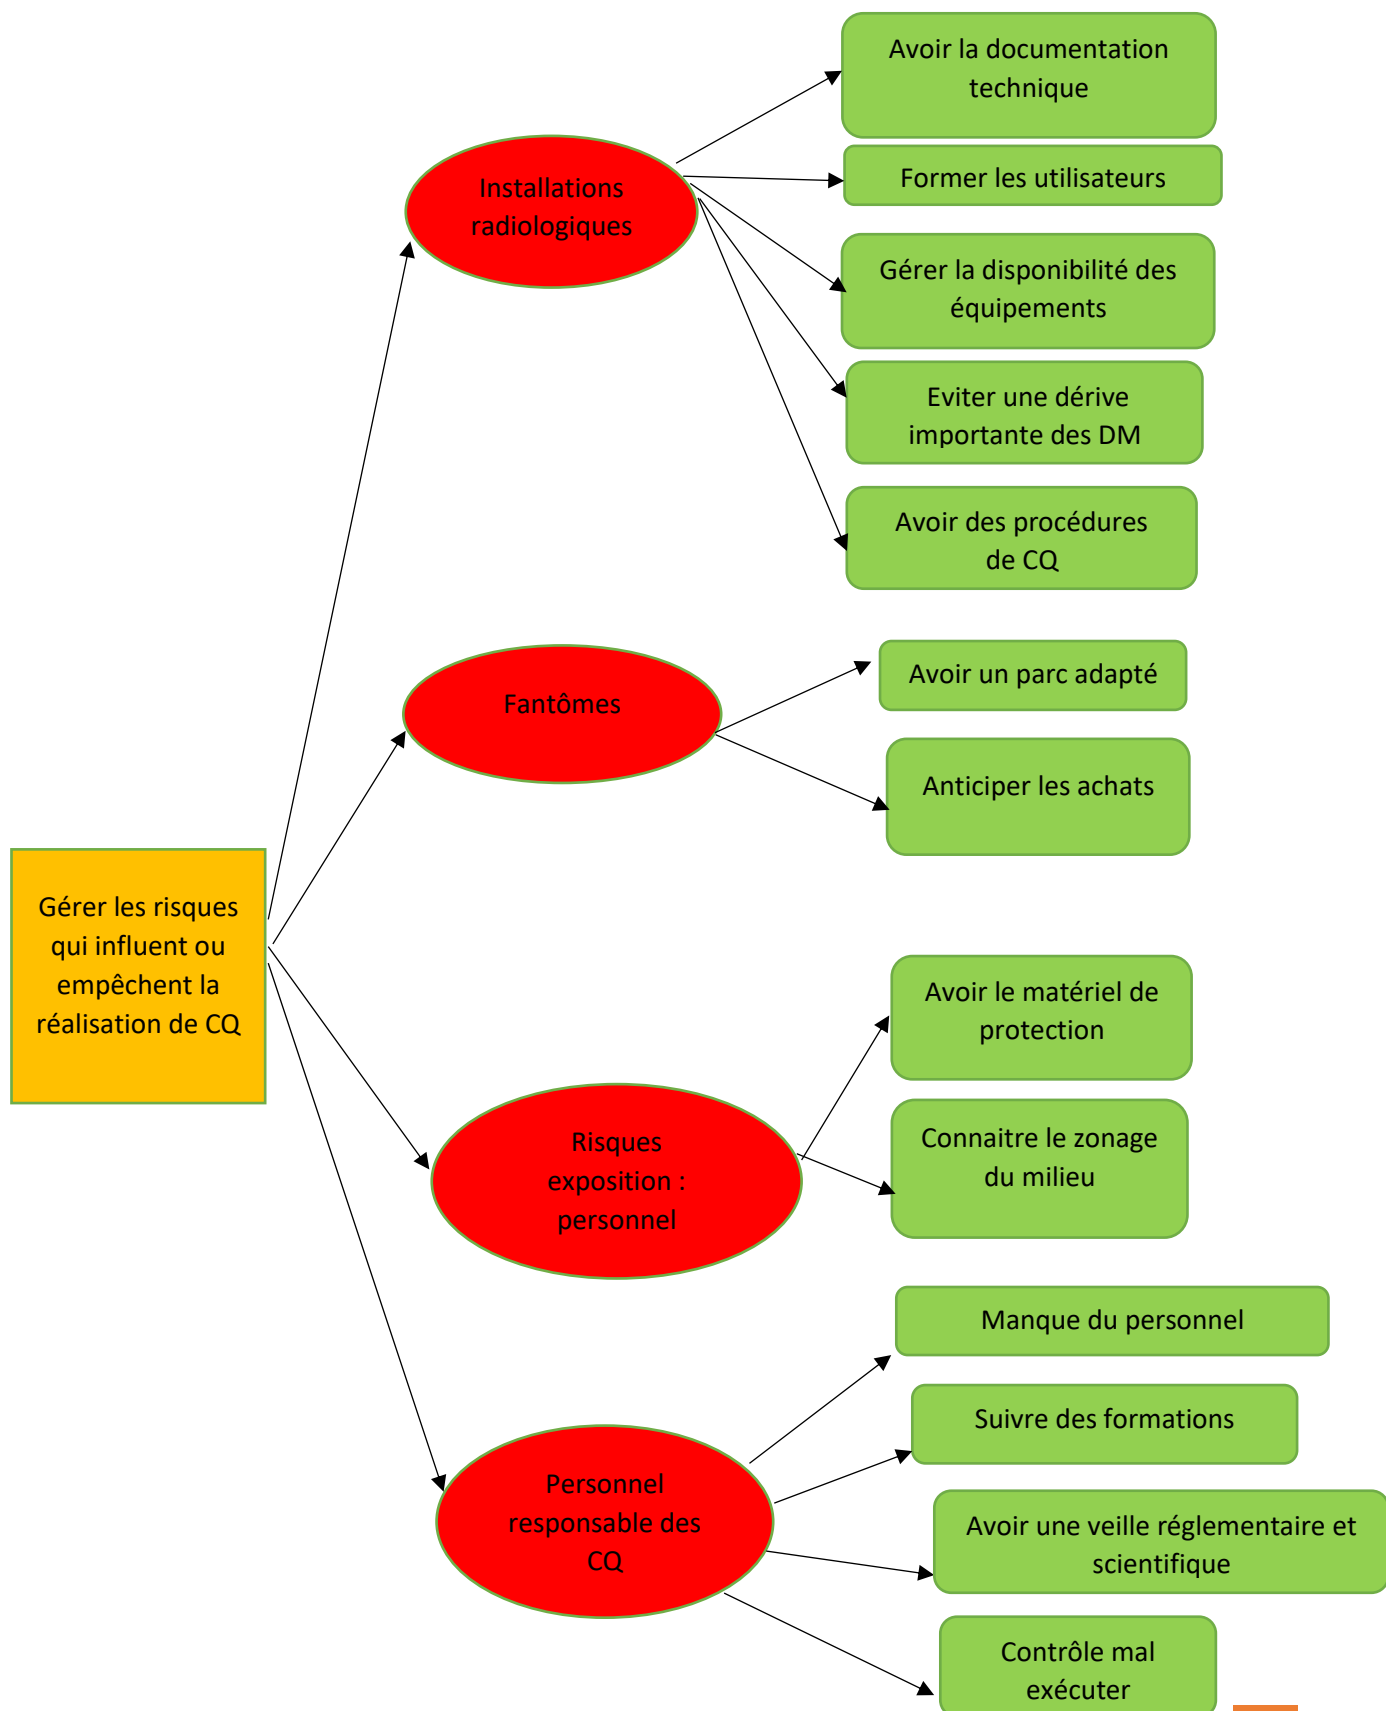 Gérer les risques
qui influent ou
empêchent la
réalisation de CQ
Installations
radiologiques
Avoir la documentation
technique
Former les utilisateurs
Gérer la disponibilité des
équipements
Eviter une dérive
importante des DM
Avoir des procédures
de CQ
Fantômes
Avoir un parc adapté
Anticiper les achats
Risques
exposition :
personnel
Avoir le matériel de
protection
Connaitre le zonage
du milieu
Personnel
responsable des
CQ
Manque du personnel
Suivre des formations
Avoir une veille réglementaire et
scientifique
Contrôle mal
exécuter